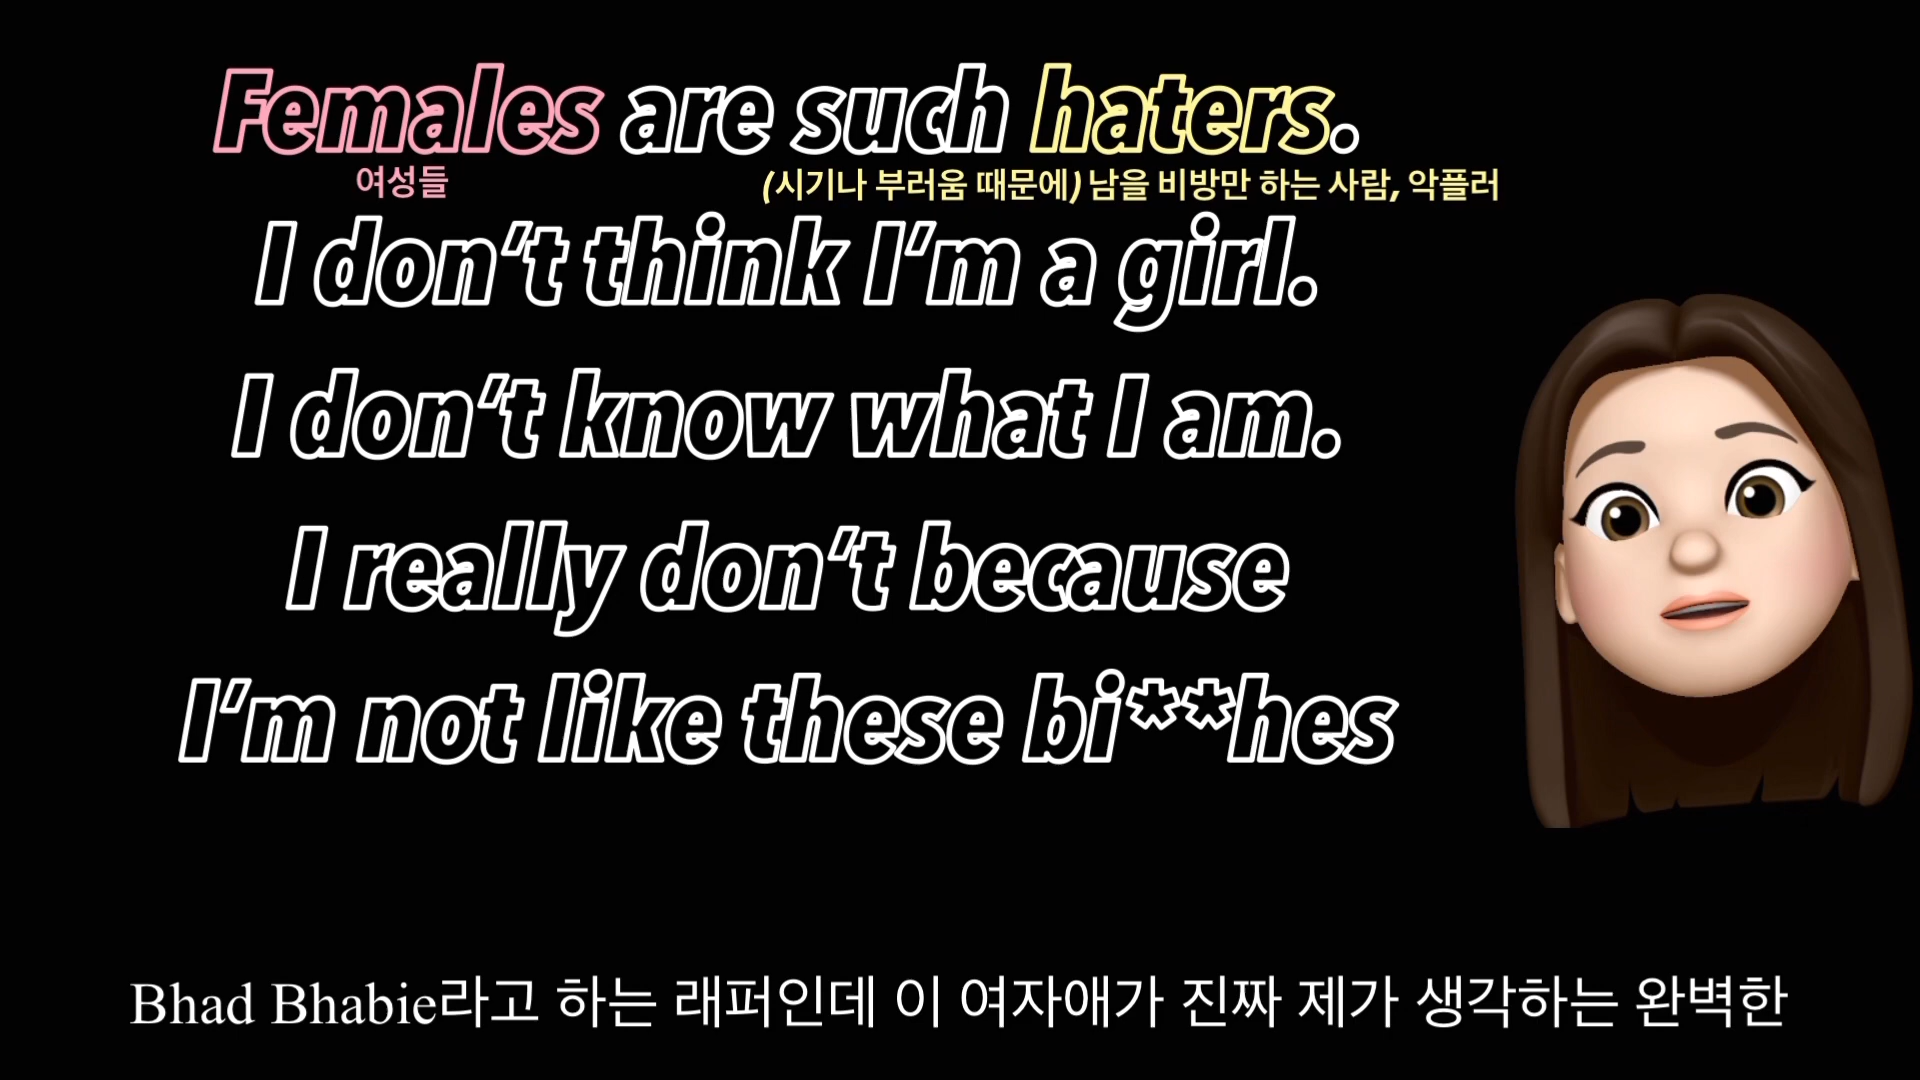 Females are such haters.
여성들
(시기나 부러움 때문에) 남을 비방만 하는 사람, 악플러
I don't think I'm a girl.
I don't know what I am.
I really don't because
I'm not like these bi**hes
Bhad Bhabie라고 하는 래퍼인데 이 여자애가 진짜 제가 생각하는 완벽한